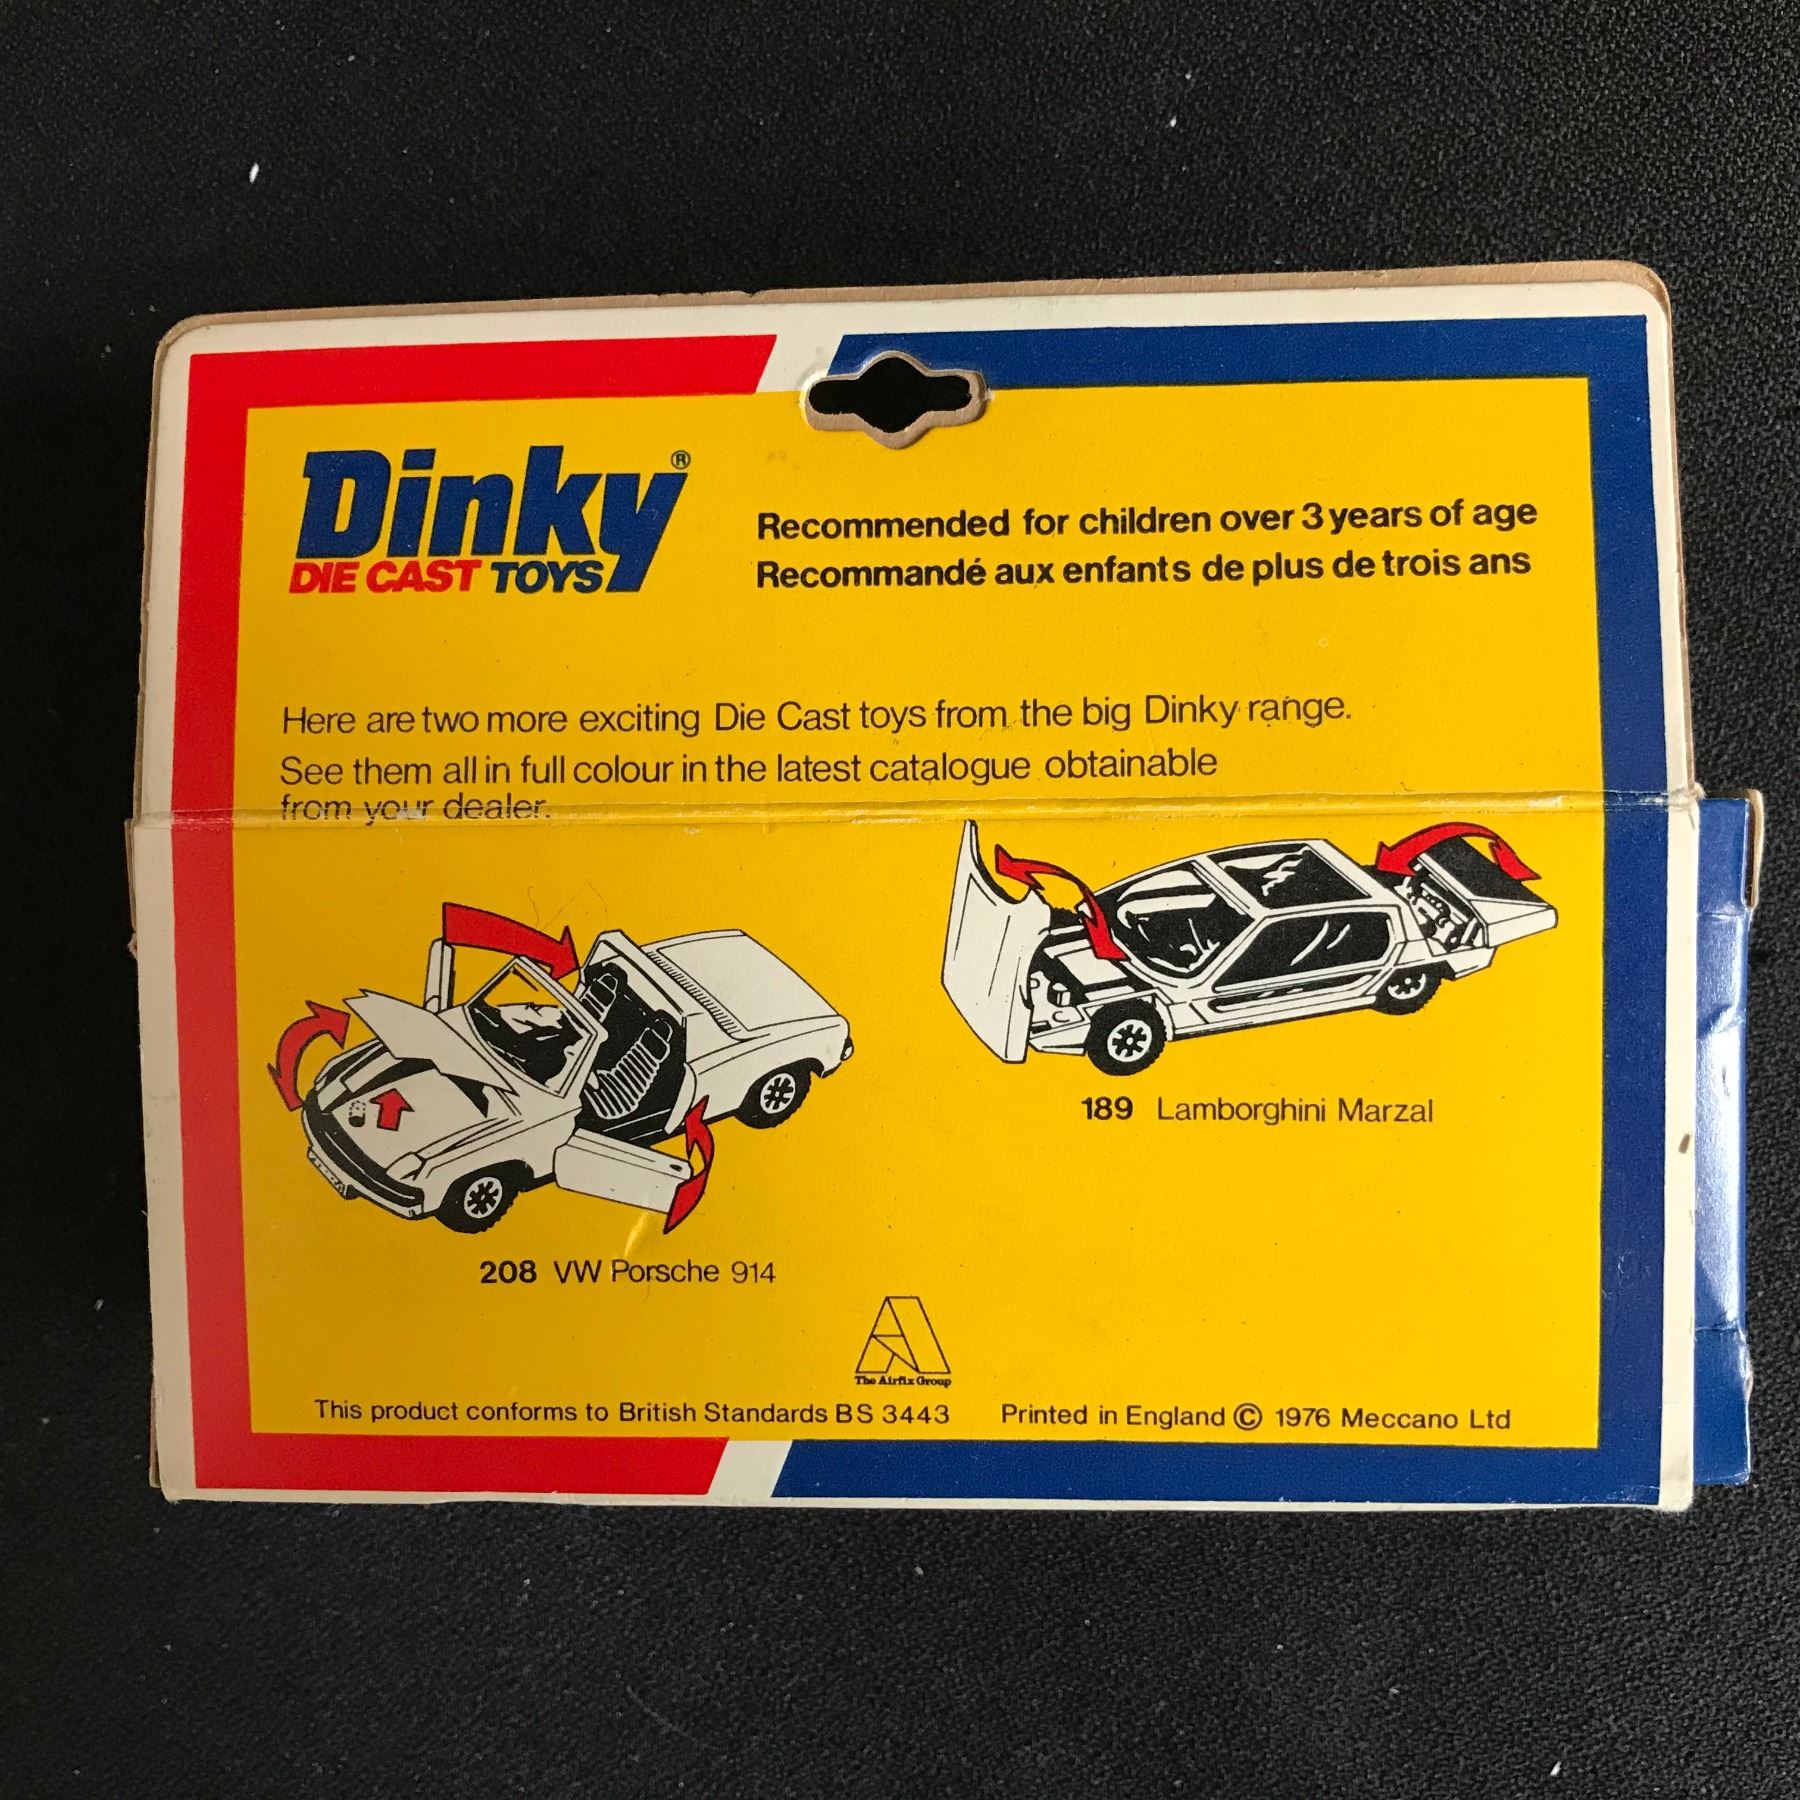 Dinky®
DIE CAST TOYS
Recommended for children over 3 years of age
Recommandé aux enfants de plus de trois ans
Here are two more exciting Die Cast toys from the big Dinky range.
See them all in full colour in the latest catalogue obtainable
from your dealer.
189 Lamborghini Marzal
208 VW Porsche 914
The Airfix Group
This product conforms to British Standards BS 3443
Printed in England © 1976 Meccano Ltd